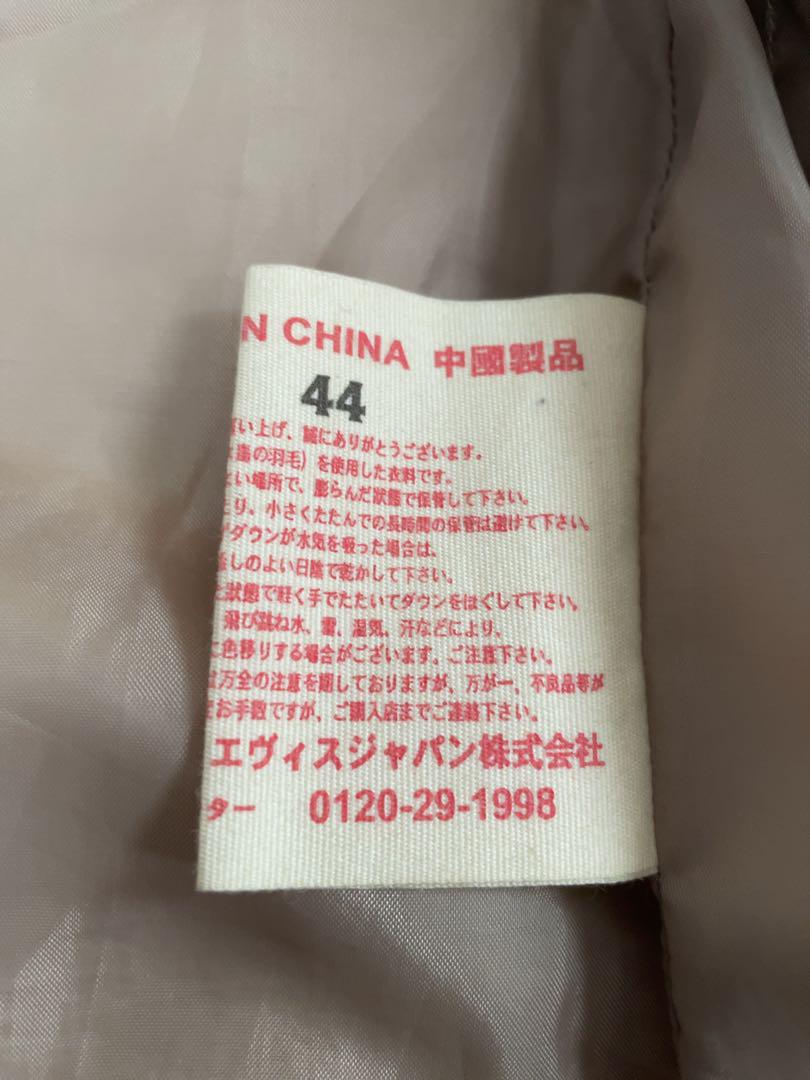 N CHINA 中國製品
44
い上げ、誠にありがとうございます。
鳥の羽毛）を使用した衣料です。
い場所で、膨らんだ状態で保管して下さい。
たり、小さくたたんでの長時間の保管は避けて下さい。
ダウンが水気を吸った場合は、
しのよい日陰で乾かして下さい。
状態で軽く手でたたいてダウンをほぐして下さい。
飛び跳ね水、雪、湿気、汗などにより、
に色移りする場合がございます。ご注意下さい。
は万全の注意を期しておりますが、万が一、不良品等が
お手数ですが、ご購入店までご連絡下さい。
エヴィスジャパン株式会社
ター 0120-29-1998